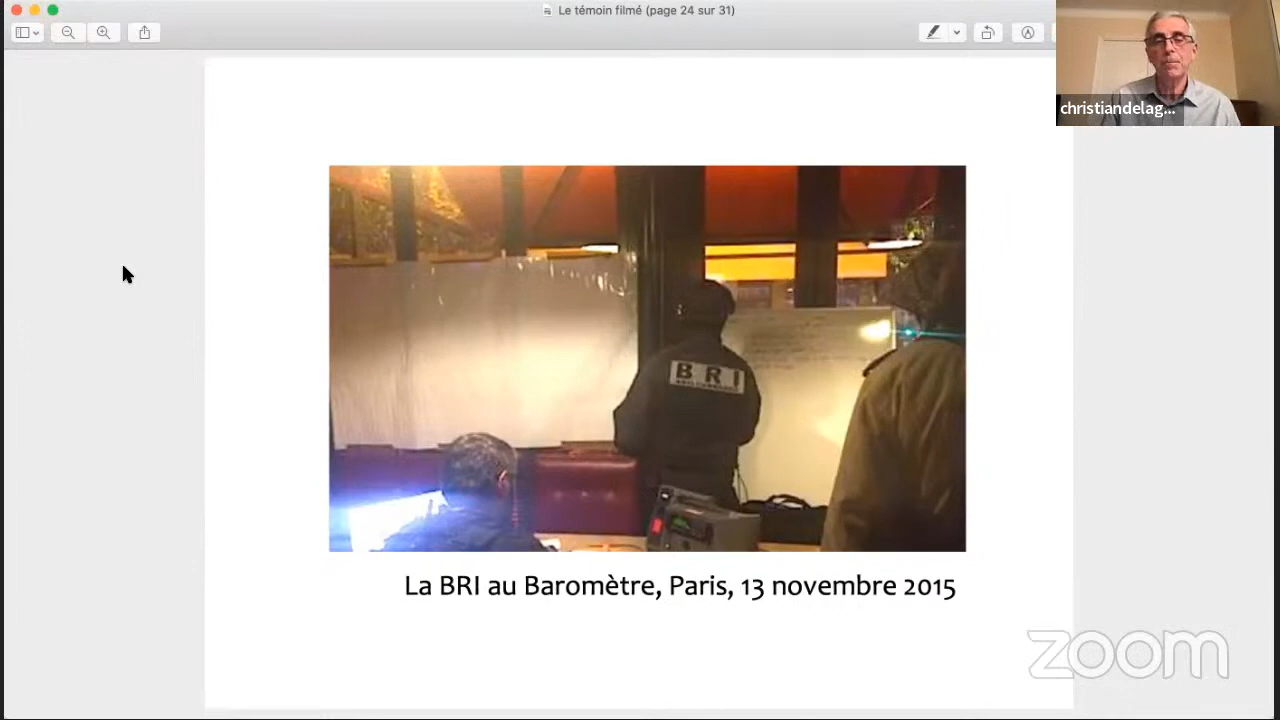 Le témoin filmé (page 24 sur 31)
christiandelag...
BRI
La BRI au Baromètre, Paris, 13 novembre 2015
zoom